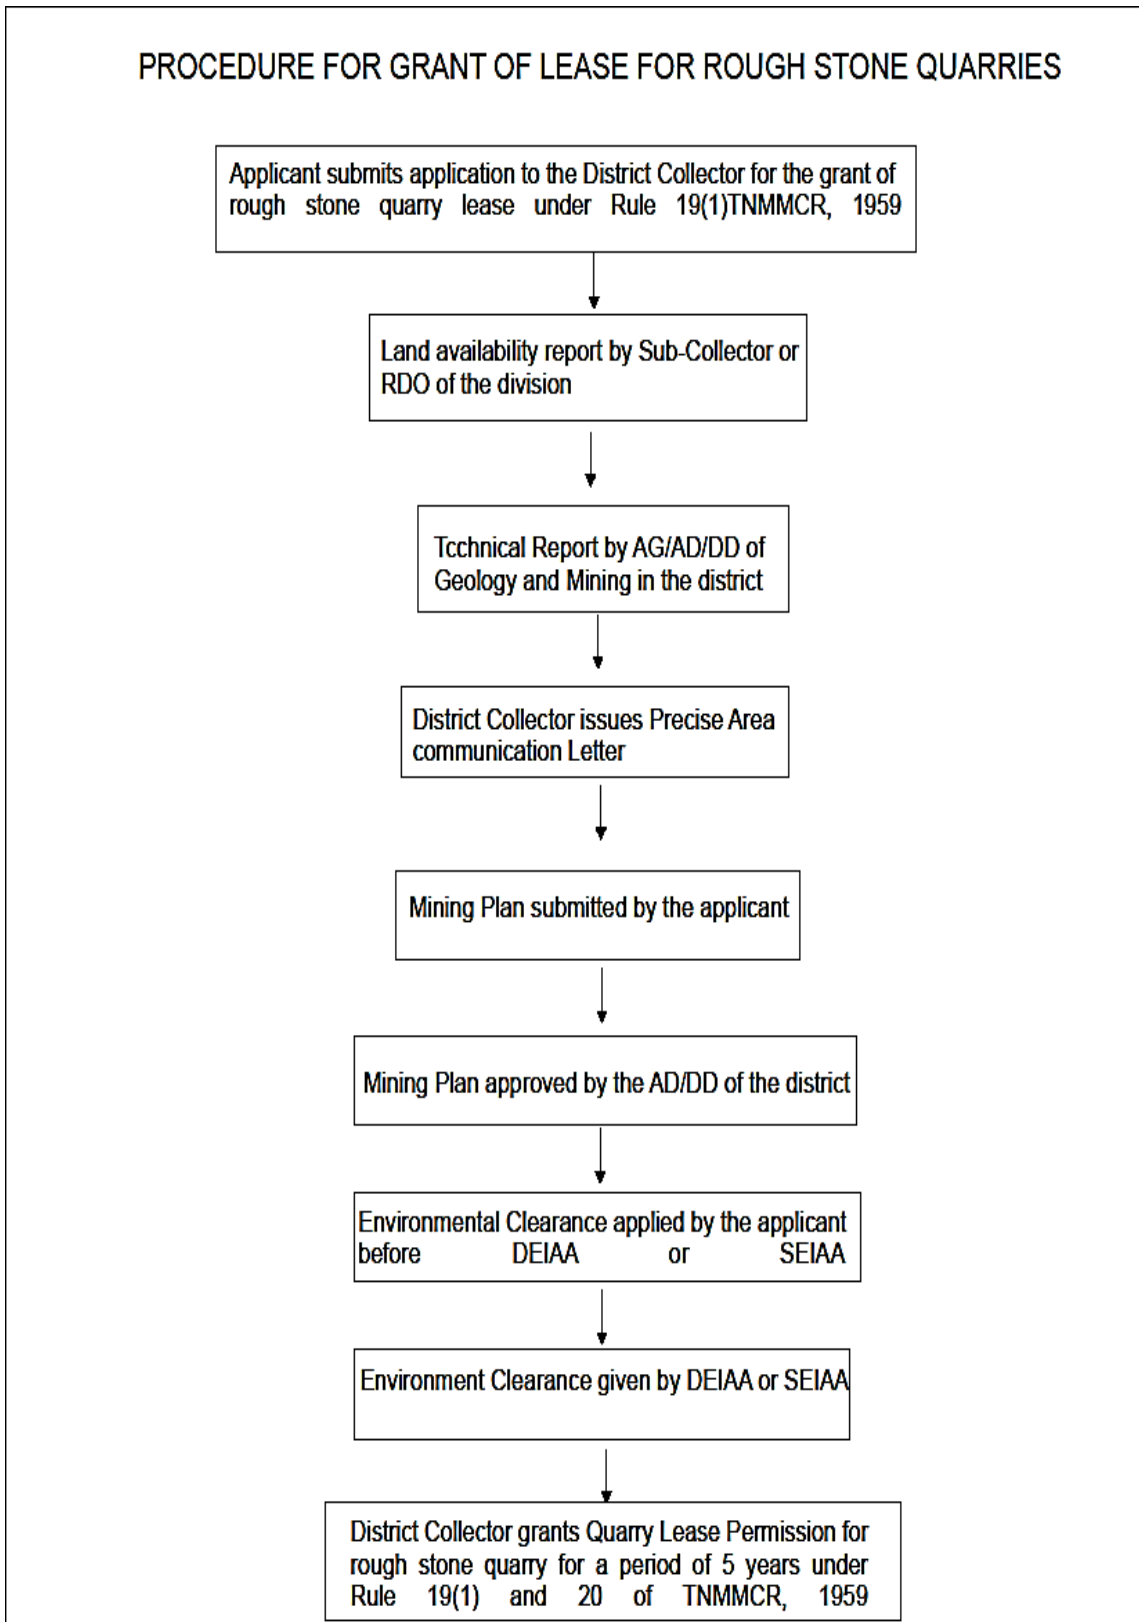 PROCEDURE FOR GRANT OF LEASE FOR ROUGH STONE QUARRIES
Applicant submits application to the District Collector for the grant of
rough stone quarry lease under Rule 19(1)TNMMCR, 1959
Land availability report by Sub-Collector or
RDO of the division
Tcchnical Report by AG/AD/DD of
Geology and Mining in the district
District Collector issues Precise Area
communication Letter
Mining Plan submitted by the applicant
Mining Plan approved by the AD/DD of the district
Environmental Clearance applied by the applicant
before DEIAA or SEIAA
Environment Clearance given by DEIAA or SEIAA
District Collector grants Quarry Lease Permission for
rough stone quarry for a period of 5 years under
Rule 19(1) and 20 of TNMMCR, 1959